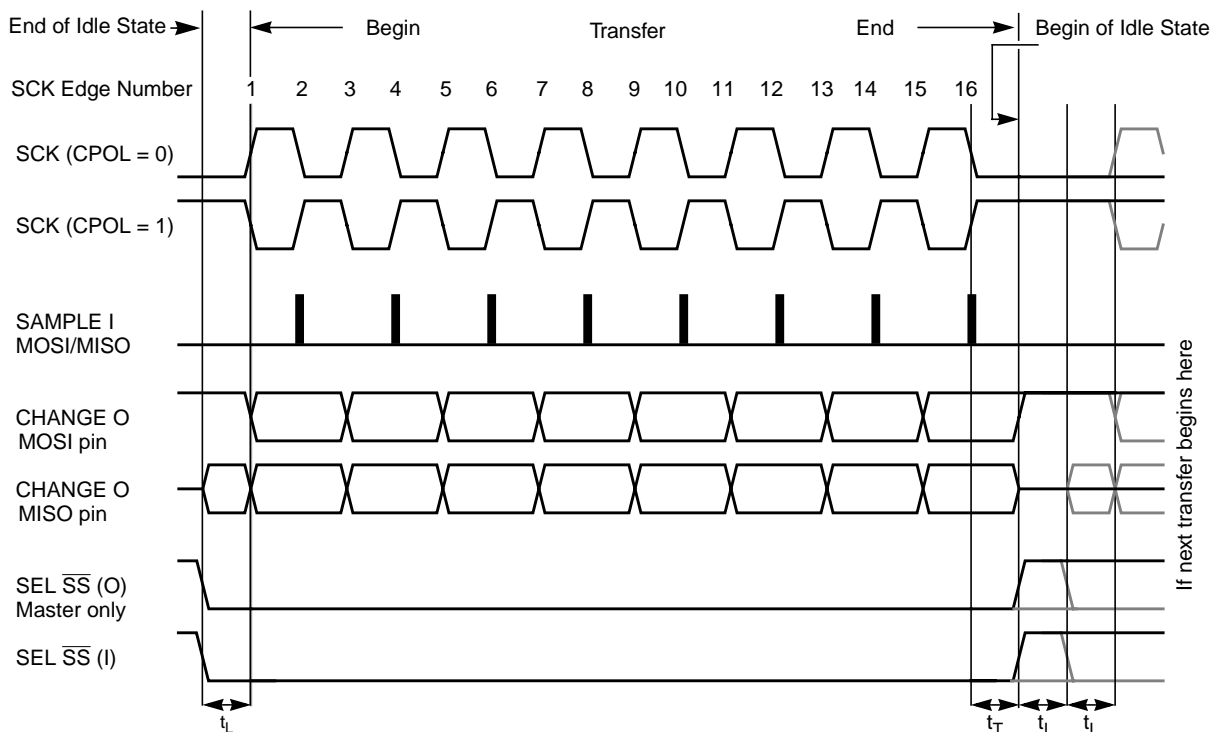 End of Idle State Begin Transfer End Begin of Idle State
SCK Edge Number 1 2 3 4 5 6 7 8 9 10 11 12 13 14 15 16
SCK (CPOL = 0)
SCK (CPOL = 1)
SAMPLE I
MOSI/MISO
CHANGE O
MOSI pin
CHANGE O
MISO pin
SEL SS (O)
Master only
SEL SS (I)
tL tT tI tL
If next transfer begins here